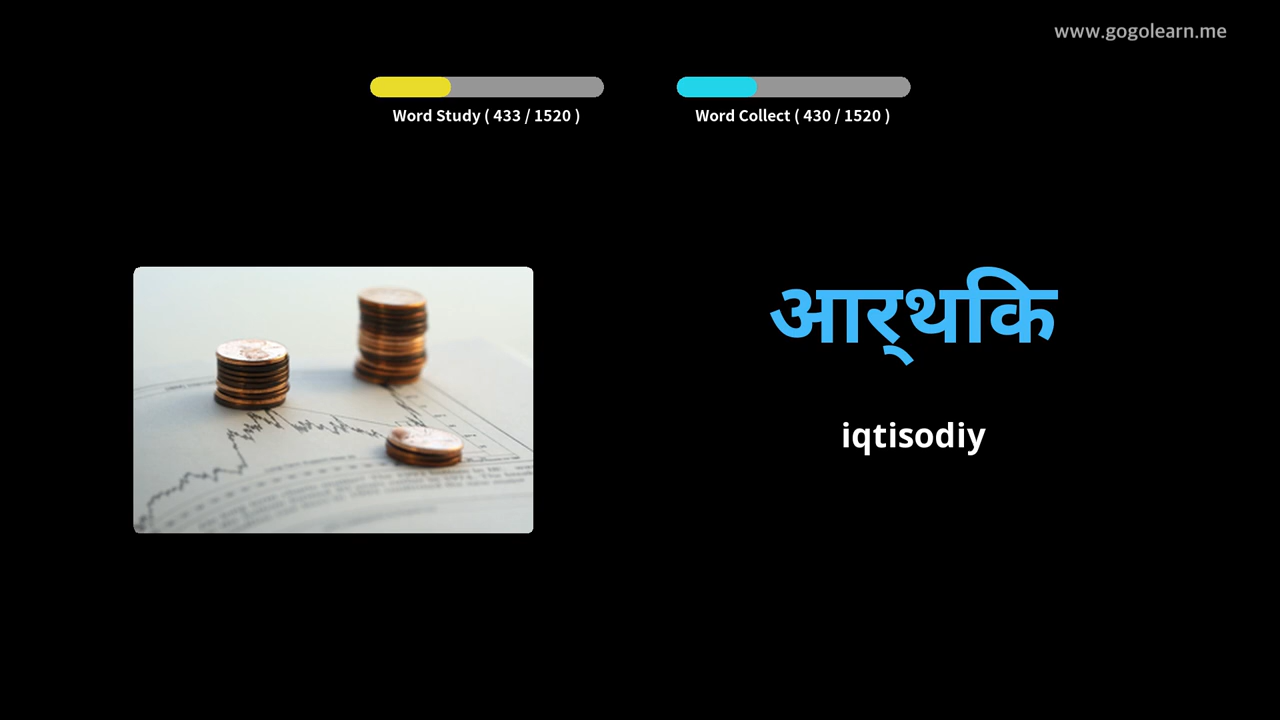 www.gogolearn.me
Word Study ( 433 / 1520 )
Word Collect ( 430 / 1520 )
आर्‌थकि
iqtisodiy